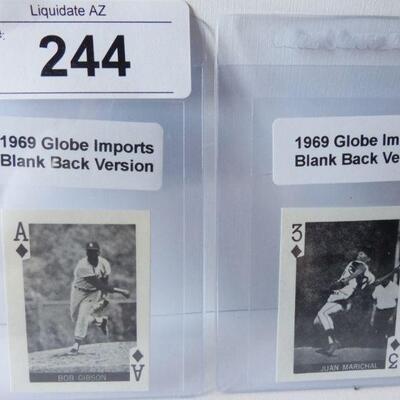 Liquidate AZ
#:
244
1969 Globe Imports
Blank Back Version
A
BOB GIBSON
A
1969 Globe Im
Blank Back Ve
3
JUAN MARICHAL
3